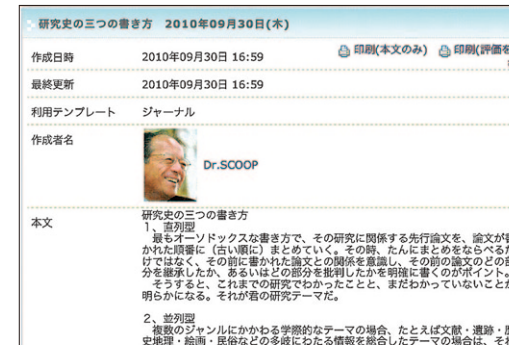 研究史の三つの書き方　2010年09月30日(木)
作成日時　2010年09月30日 16:59　印刷(本文のみ)　印刷(評価を
最終更新　2010年09月30日 16:59
利用テンプレート　ジャーナル
作成者名
Dr.SCOOP
本文　研究史の三つの書き方
1、直列型
　最もオーソドックスな書き方で、その研究に関係する先行論文を、論文が書
かれた順番に（古い順に）まとめていく。その時、たんにまとめをならべるだ
けではなく、その前に書かれた論文との関係を意識し、その前の論文のどの部
分を継承したか、あるいはどの部分を批判したかを明確に書くのがポイント。
　そうすると、これまでの研究でわかったことと、まだわかっていないことが
明らかになる。それが君の研究テーマだ。
2、並列型
　複数のジャンルにかかわる学際的なテーマの場合、たとえば文献・遺跡・歴
史地理・絵画・民俗などの多岐にわたる情報を総合したテーマの場合は、それ